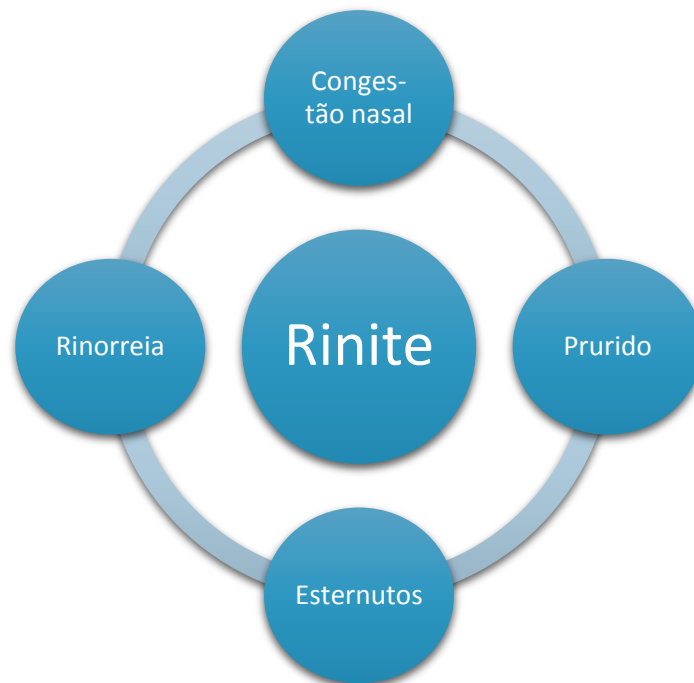 Conges-
tão nasal
Rinorreia
Rinite
Prurido
Esternutos